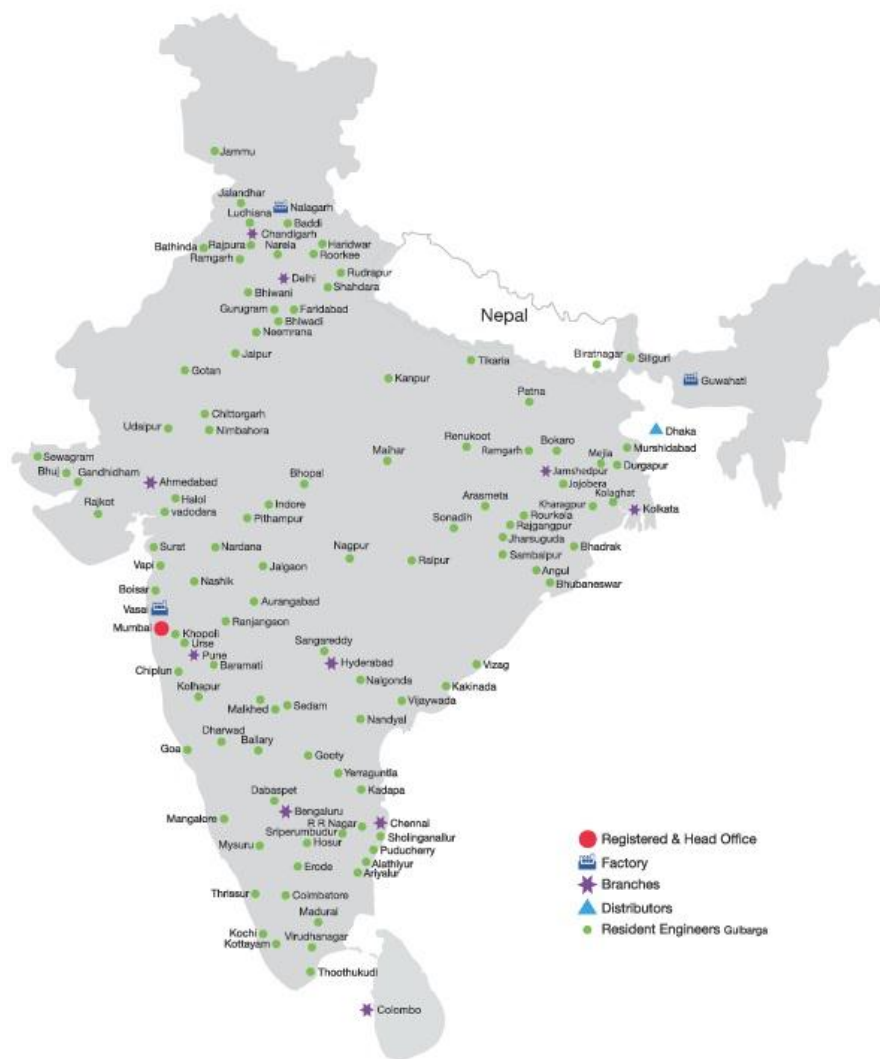 Jammu
Jalandhar
Nalagarh
Ludhiana
Baddi
Chandigarh
Bathinda
Rajpura
Narela
Haridwar
Ramgarh
Roorkee
Delhi
Rudrapur
Shahdara
Bhiwani
Gurugram
Faridabad
Bhiwadi
Neemrana
Nepal
Jaipur
Tikaria
Biratnagar
Siliguri
Gotan
Kanpur
Guwahati
Patna
Chittorgarh
Udaipur
Nimbahora
Dhaka
Renukoot
Ramgarh
Bokaro
Murshidabad
Sewagram
Maihar
Mejia
Bhuj
Gandhidham
Durgapur
Ahmedabad
Bhopal
Jamshedpur
Jojobera
Rajkot
Halol
Indore
Arasmeta
Kolaghat
vadodara
Kharagpur
Kolkata
Pithampur
Sonadih
Rourkela
Rajgangpur
Jharsuguda
Surat
Nardana
Nagpur
Bhadrak
Vapi
Jalgaon
Raipur
Sambalpur
Angul
Boisar
Nashik
Bhubaneswar
Vasai
Aurangabad
Mumbai
Ranjangaon
Khopoli
Urse
Sangareddy
Pune
Baramati
Hyderabad
Vizag
Chiplun
Nalgonda
Kakinada
Kolhapur
Malkhed
Sedam
Vijaywada
Nandyal
Dharwad
Ballary
Goa
Gooty
Yerraguntla
Dabaspet
Kadapa
Bengaluru
Mangalore
R R Nagar
Chennai
Sriperumbudur
Sholinganallur
Mysuru
Hosur
Puducherry
Alathiyur
Erode
Ariyalur
Thrissur
Coimbatore
Madurai
Kochi
Kottayam
Virudhanagar
Thoothukudi
Colombo
Registered & Head Office
Factory
Branches
Distributors
Resident Engineers Gulbarga